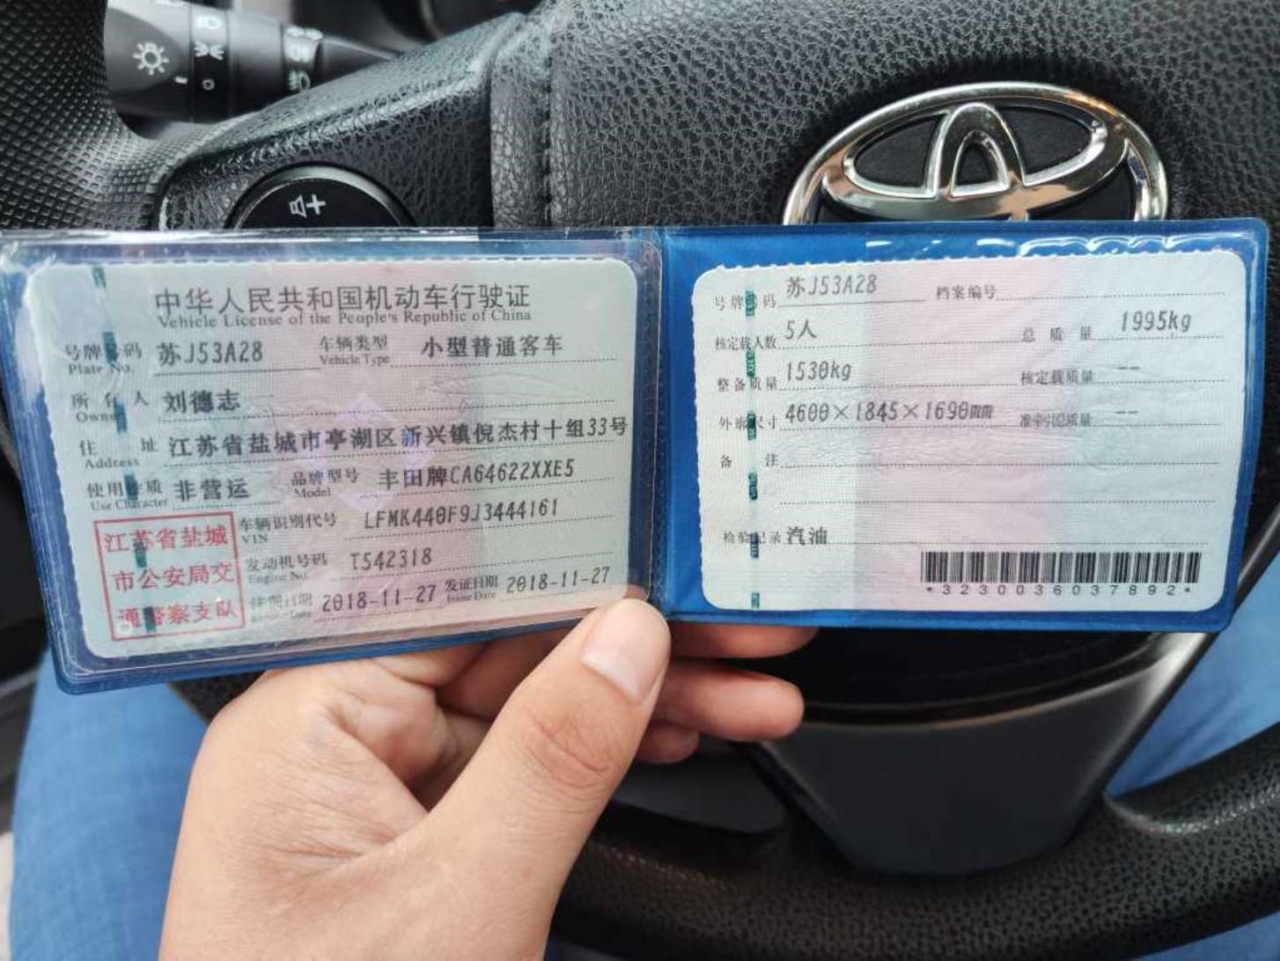 中华人民共和国机动车行驶证
Vehicle License of the People's Republic of China
号牌号码 苏J53A28 车辆类型 小型普通客车
Plate No. Vehicle Type
所有人 刘德志
Owner
住址 江苏省盐城市亭湖区新兴镇倪杰村十组33号
Address
使用性质 非营运 品牌型号 丰田牌CA64622XXE5
Use Character Model
江苏省盐城市公安局交通警察支队
车辆识别代号 LFMK440F9J3444161
VIN
发动机号码 T542318
Engine No.
注册日期 2018-11-27 发证日期 2018-11-27
Issue Date
号牌号码 苏J53A28 档案编号
核定载人数 5人 总质量 1995kg
整备质量 1530kg 核定载质量 --
外廓尺寸 4600×1845×1690mm 准牵引总质量 --
备注
检验记录 汽油
*3230036037892*